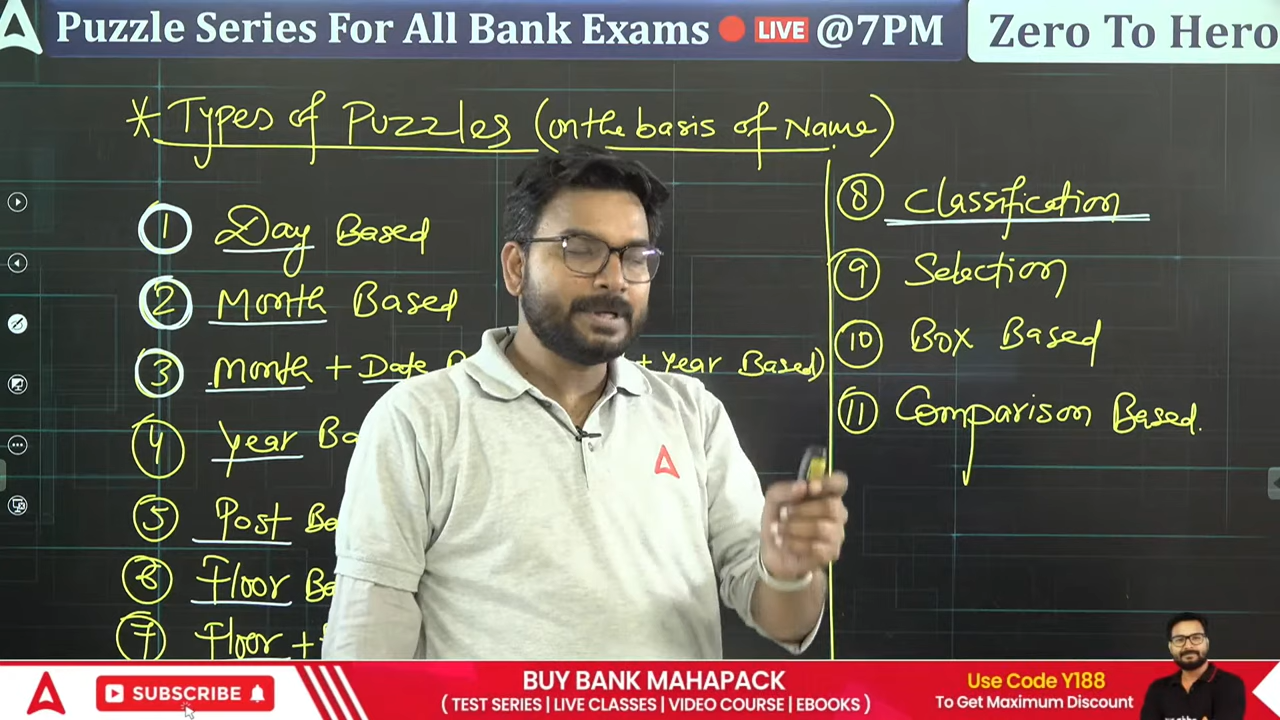 Puzzle Series For All Bank Exams LIVE @7PM
Zero To Hero
* Types of Puzzles (on the basis of Name)
1 Day Based
2 Month Based
3 Month + Date + Year Based)
4 Year Ba
5 Post Ba
6 Floor Ba
7 Floor +
8 Classification
9 Selection
10 Box Based
11 Comparison Based.
SUBSCRIBE
BUY BANK MAHAPACK
( TEST SERIES | LIVE CLASSES | VIDEO COURSE | EBOOKS )
Use Code Y188
To Get Maximum Discount